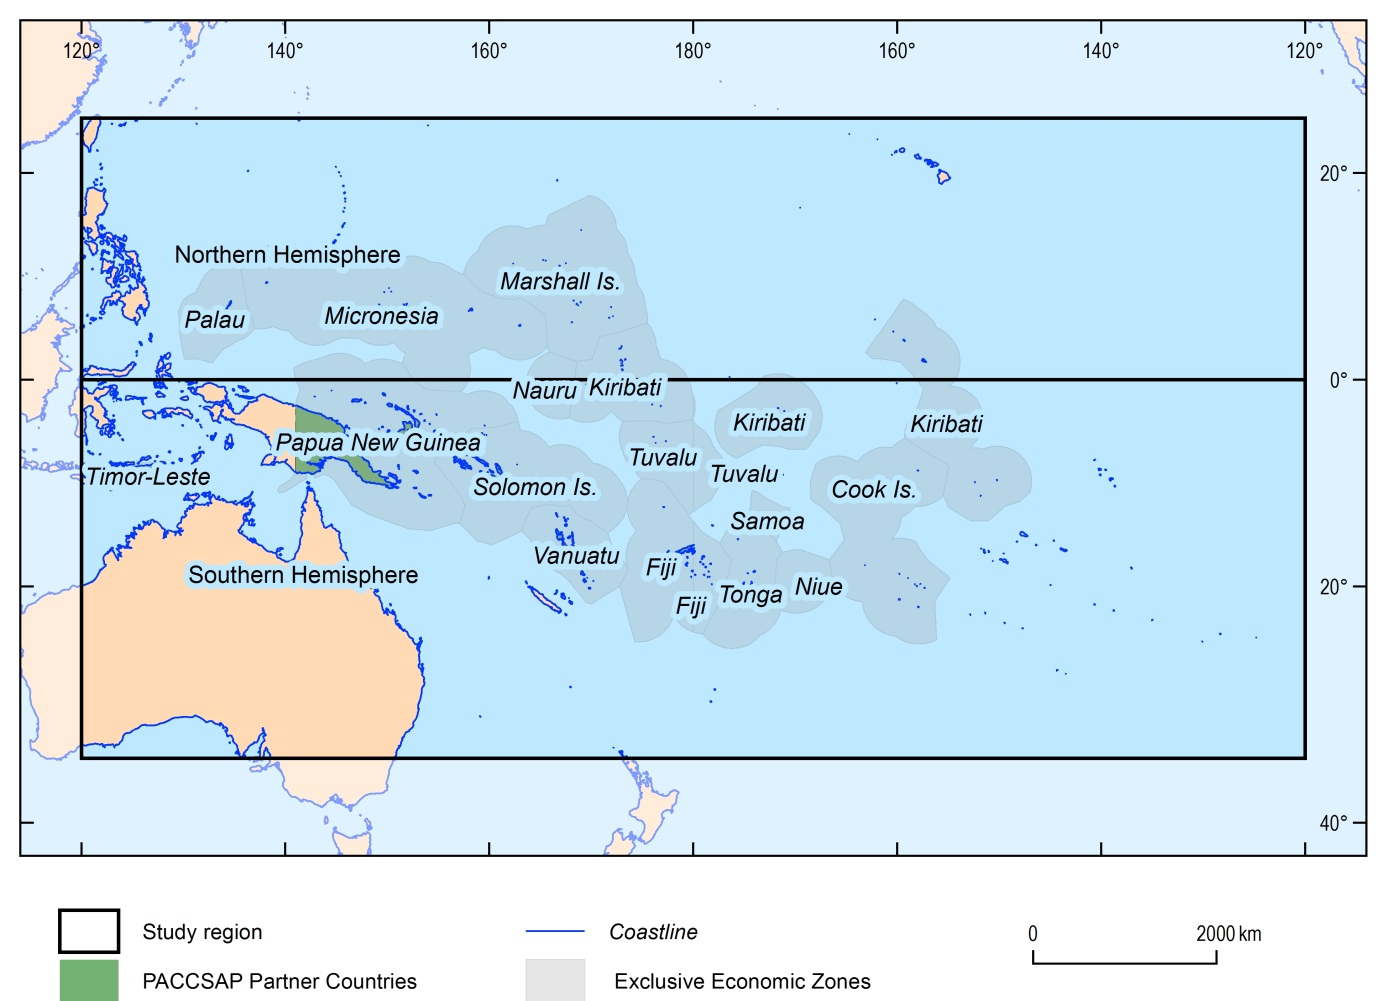 120° 140° 160° 180° 160° 140° 120°
20°
Northern Hemisphere
Marshall Is.
Palau
Micronesia
0°
Nauru
Kiribati
Kiribati
Kiribati
Papua New Guinea
Tuvalu
Tuvalu
Timor-Leste
Solomon Is.
Cook Is.
Samoa
Vanuatu
Fiji
Southern Hemisphere
20°
Niue
Tonga
Fiji
40°
Study region
Coastline
0 2000 km
PACCSAP Partner Countries
Exclusive Economic Zones